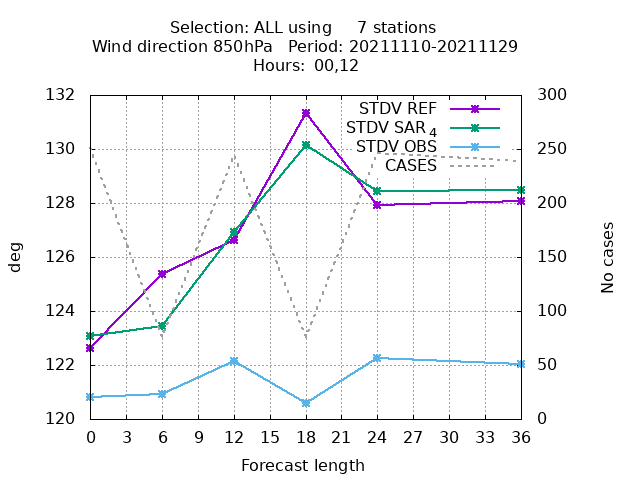 Selection: ALL using 7 stations
Wind direction 850hPa Period: 20211110-20211129
Hours: 00,12
STDV REF
STDV SAR4
STDV OBS
CASES
132
130
128
126
124
122
120
300
250
200
150
100
50
0
deg
No cases
0 3 6 9 12 15 18 21 24 27 30 33 36
Forecast length